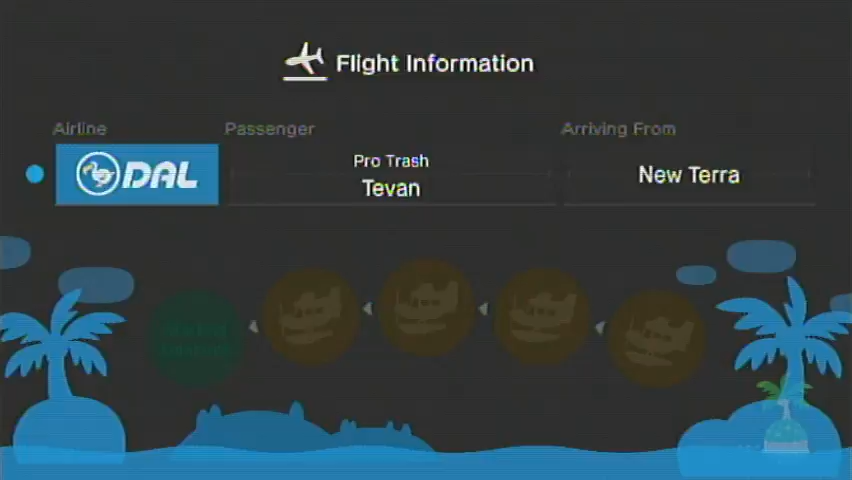 Flight Information
Airline
Passenger
Arriving From
DAL
Pro Trash
Tevan
New Terra